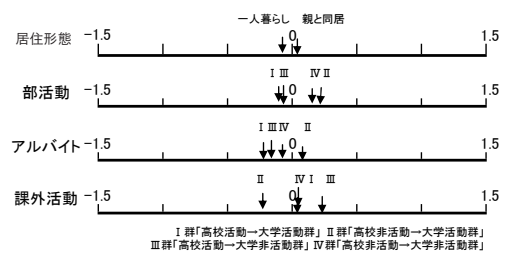 一人暮らし 親と同居
居住形態 -1.5 0 1.5
Ⅰ Ⅲ Ⅳ Ⅱ
部活動 -1.5 0 1.5
Ⅰ Ⅲ Ⅳ Ⅱ
アルバイト -1.5 0 1.5
Ⅱ Ⅳ Ⅰ Ⅲ
課外活動 -1.5 0 1.5
Ⅰ群「高校活動→大学活動群」 Ⅱ群「高校非活動→大学活動群」
Ⅲ群「高校活動→大学非活動群」 Ⅳ群「高校非活動→大学非活動群」